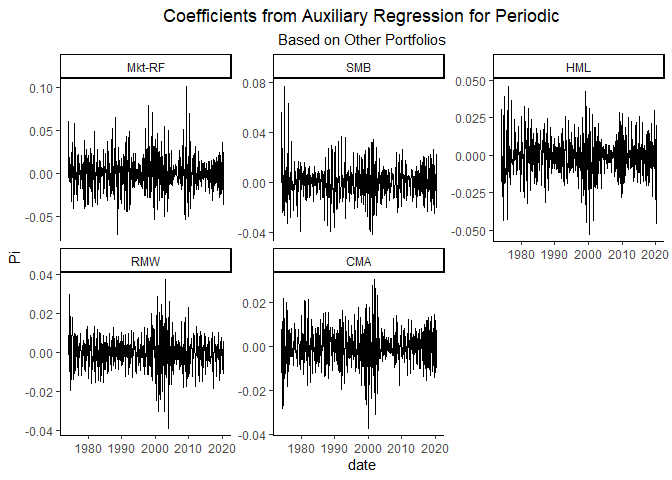 Coefficients from Auxiliary Regression for Periodic
Based on Other Portfolios
Mkt-RF
SMB
HML
0.10
0.05
0.00
-0.05
0.08
0.04
0.00
-0.04
0.050
0.025
0.000
-0.025
-0.050
1980 1990 2000 2010 2020
Pi
RMW
CMA
0.04
0.02
0.00
-0.02
-0.04
0.02
0.00
-0.02
-0.04
1980 1990 2000 2010 2020
1980 1990 2000 2010 2020
date